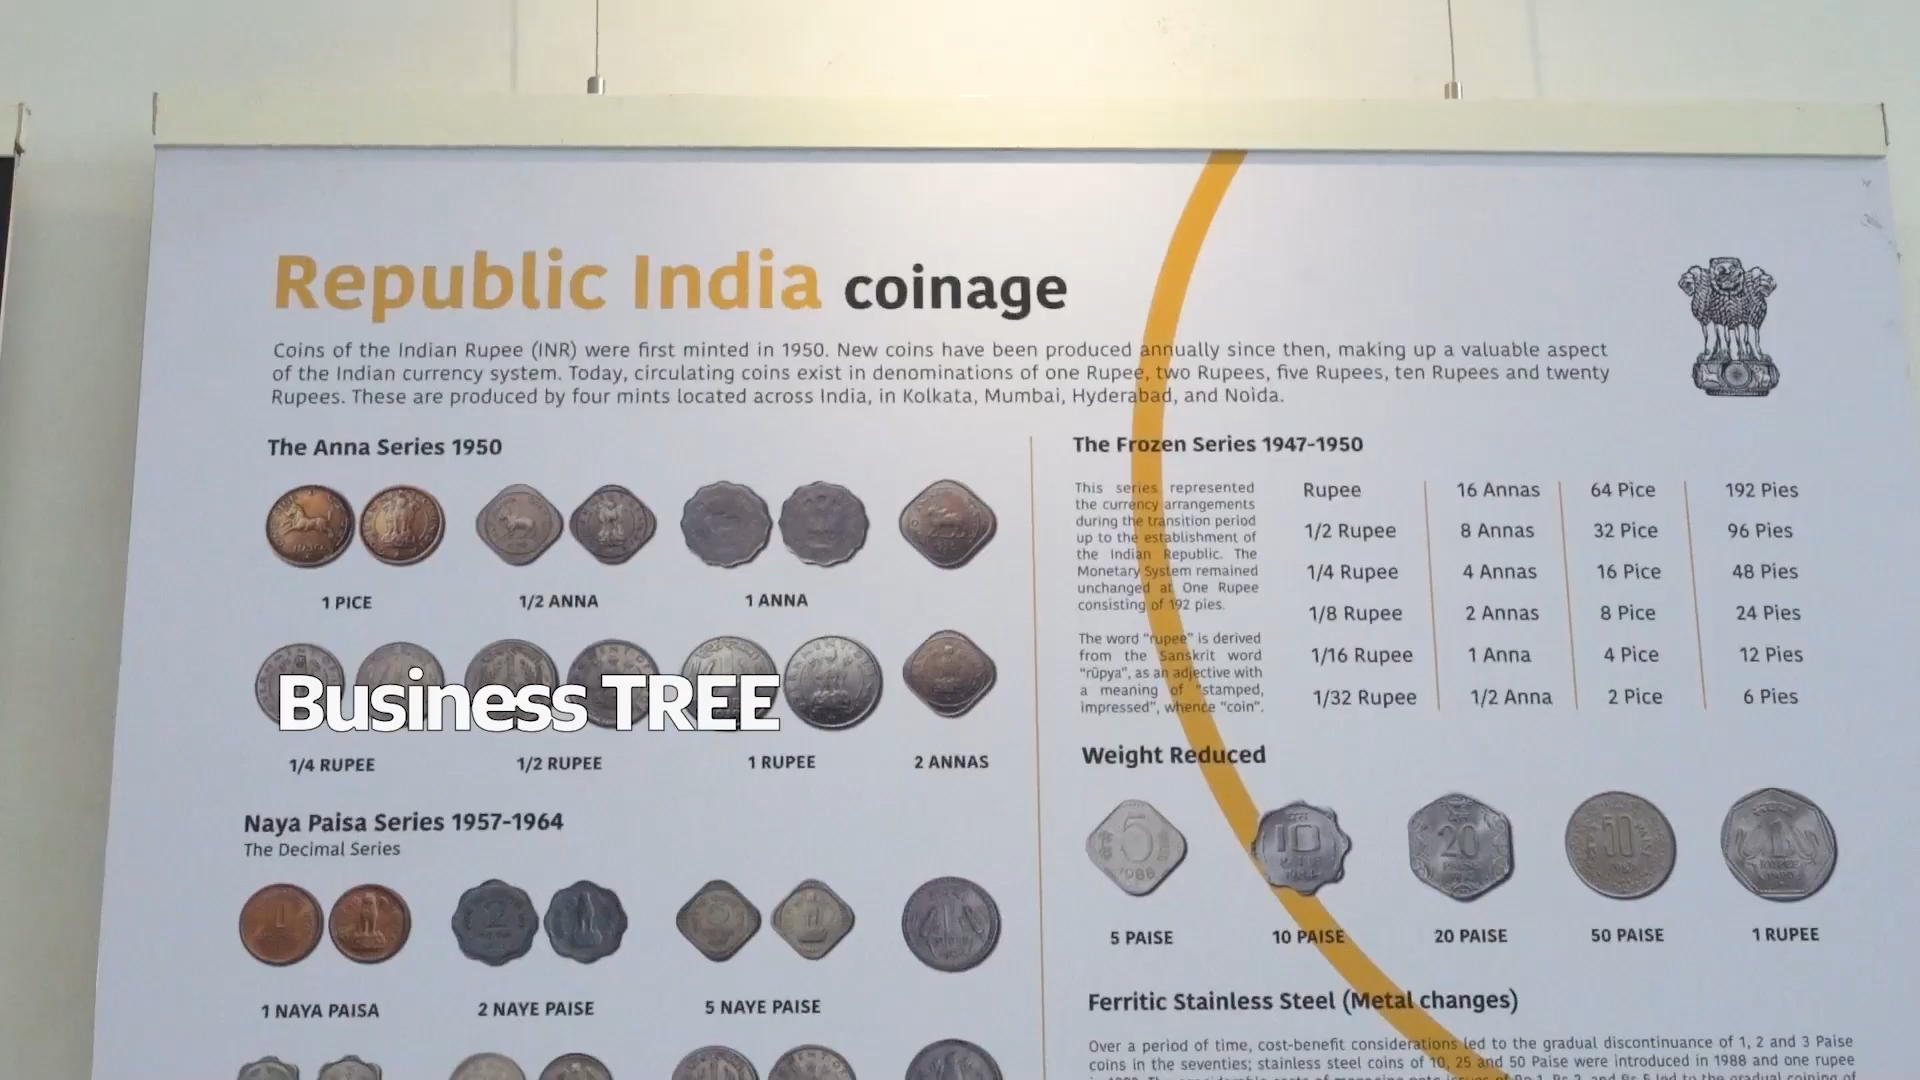 Republic India coinage
Coins of the Indian Rupee (INR) were first minted in 1950. New coins have been produced annually since then, making up a valuable aspect
of the Indian currency system. Today, circulating coins exist in denominations of one Rupee, two Rupees, five Rupees, ten Rupees and twenty
Rupees. These are produced by four mints located across India, in Kolkata, Mumbai, Hyderabad, and Noida.
The Anna Series 1950
1 PICE 1/2 ANNA 1 ANNA
Business TREE
1/4 RUPEE 1/2 RUPEE 1 RUPEE 2 ANNAS
Naya Paisa Series 1957-1964
The Decimal Series
1 NAYA PAISA 2 NAYE PAISE 5 NAYE PAISE
The Frozen Series 1947-1950
This series represented
the currency arrangements
during the transition period
up to the establishment of
the Indian Republic. The
Monetary System remained
unchanged at One Rupee
consisting of 192 pies.
The word "rupee" is derived
from the Sanskrit word
"rūpya", as an adjective with
a meaning of "stamped,
impressed", whence "coin".
Rupee 16 Annas 64 Pice 192 Pies
1/2 Rupee 8 Annas 32 Pice 96 Pies
1/4 Rupee 4 Annas 16 Pice 48 Pies
1/8 Rupee 2 Annas 8 Pice 24 Pies
1/16 Rupee 1 Anna 4 Pice 12 Pies
1/32 Rupee 1/2 Anna 2 Pice 6 Pies
Weight Reduced
5 10 20 50 1
1988
5 PAISE 10 PAISE 20 PAISE 50 PAISE 1 RUPEE
Ferritic Stainless Steel (Metal changes)
Over a period of time, cost-benefit considerations led to the gradual discontinuance of 1, 2 and 3 Paise
coins in the seventies; stainless steel coins of 10, 25 and 50 Paise were introduced in 1988 and one rupee